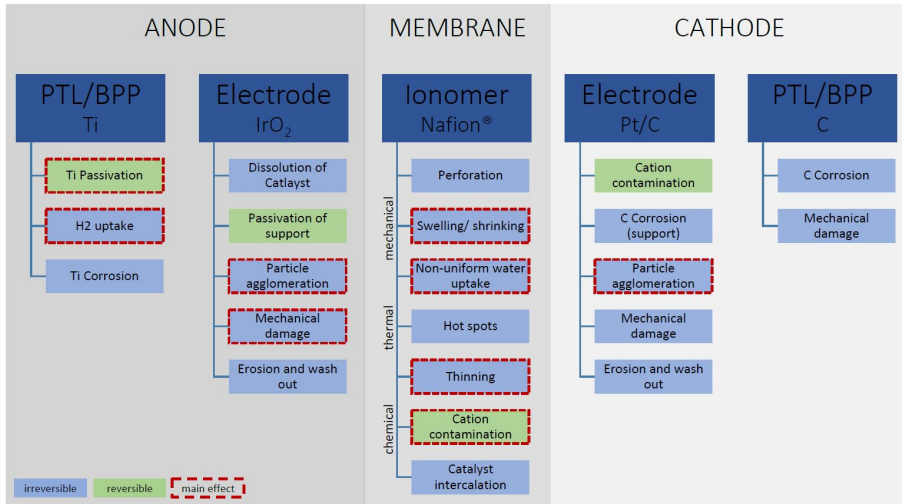 ANODE
MEMBRANE
CATHODE
PTL/BPP
Ti
Electrode
IrO₂
Ionomer
Nafion®
Electrode
Pt/C
PTL/BPP
C
Ti Passivation
H2 uptake
Ti Corrosion
Dissolution of
Catlayst
Passivation of
support
Particle
agglomeration
Mechanical
damage
Erosion and wash
out
mechanical
thermal
chemical
Perforation
Swelling/ shrinking
Non-uniform water
uptake
Hot spots
Thinning
Cation
contamination
Catalyst
intercalation
Cation
contamination
C Corrosion
(support)
Particle
agglomeration
Mechanical
damage
Erosion and wash
out
C Corrosion
Mechanical
damage
irreversible
reversible
main effect